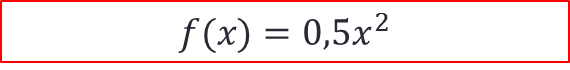 f(x) = 0,5x²